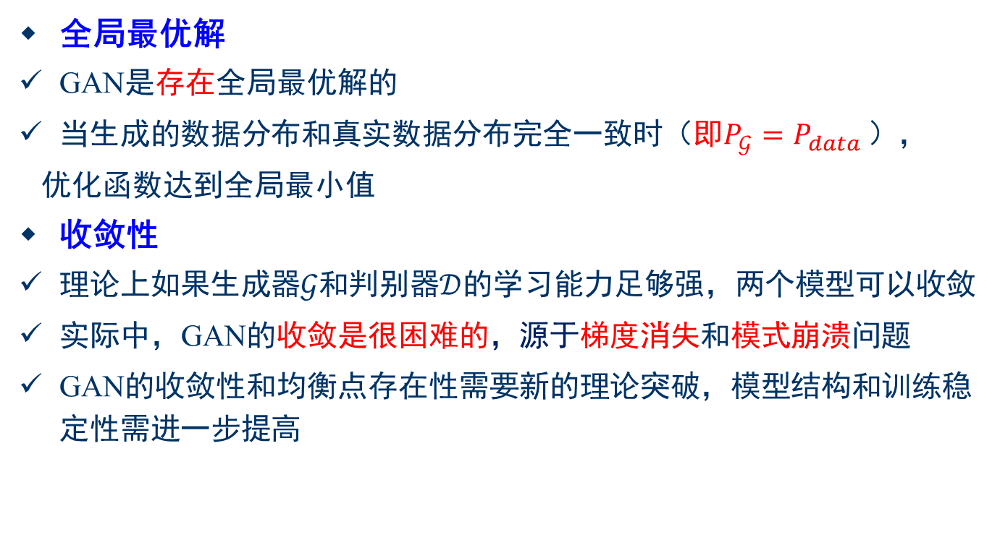 ◆ 全局最优解
✓ GAN是存在全局最优解的
✓ 当生成的数据分布和真实数据分布完全一致时（即𝑃_𝒢 = 𝑃_𝑑𝑎𝑡𝑎 ），
优化函数达到全局最小值
◆ 收敛性
✓ 理论上如果生成器𝒢和判别器𝒟的学习能力足够强，两个模型可以收敛
✓ 实际中，GAN的收敛是很困难的，源于梯度消失和模式崩溃问题
✓ GAN的收敛性和均衡点存在性需要新的理论突破，模型结构和训练稳
定性需进一步提高